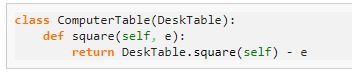 class ComputerTable(DeskTable):
    def square(self, e):
        return DeskTable.square(self) - e